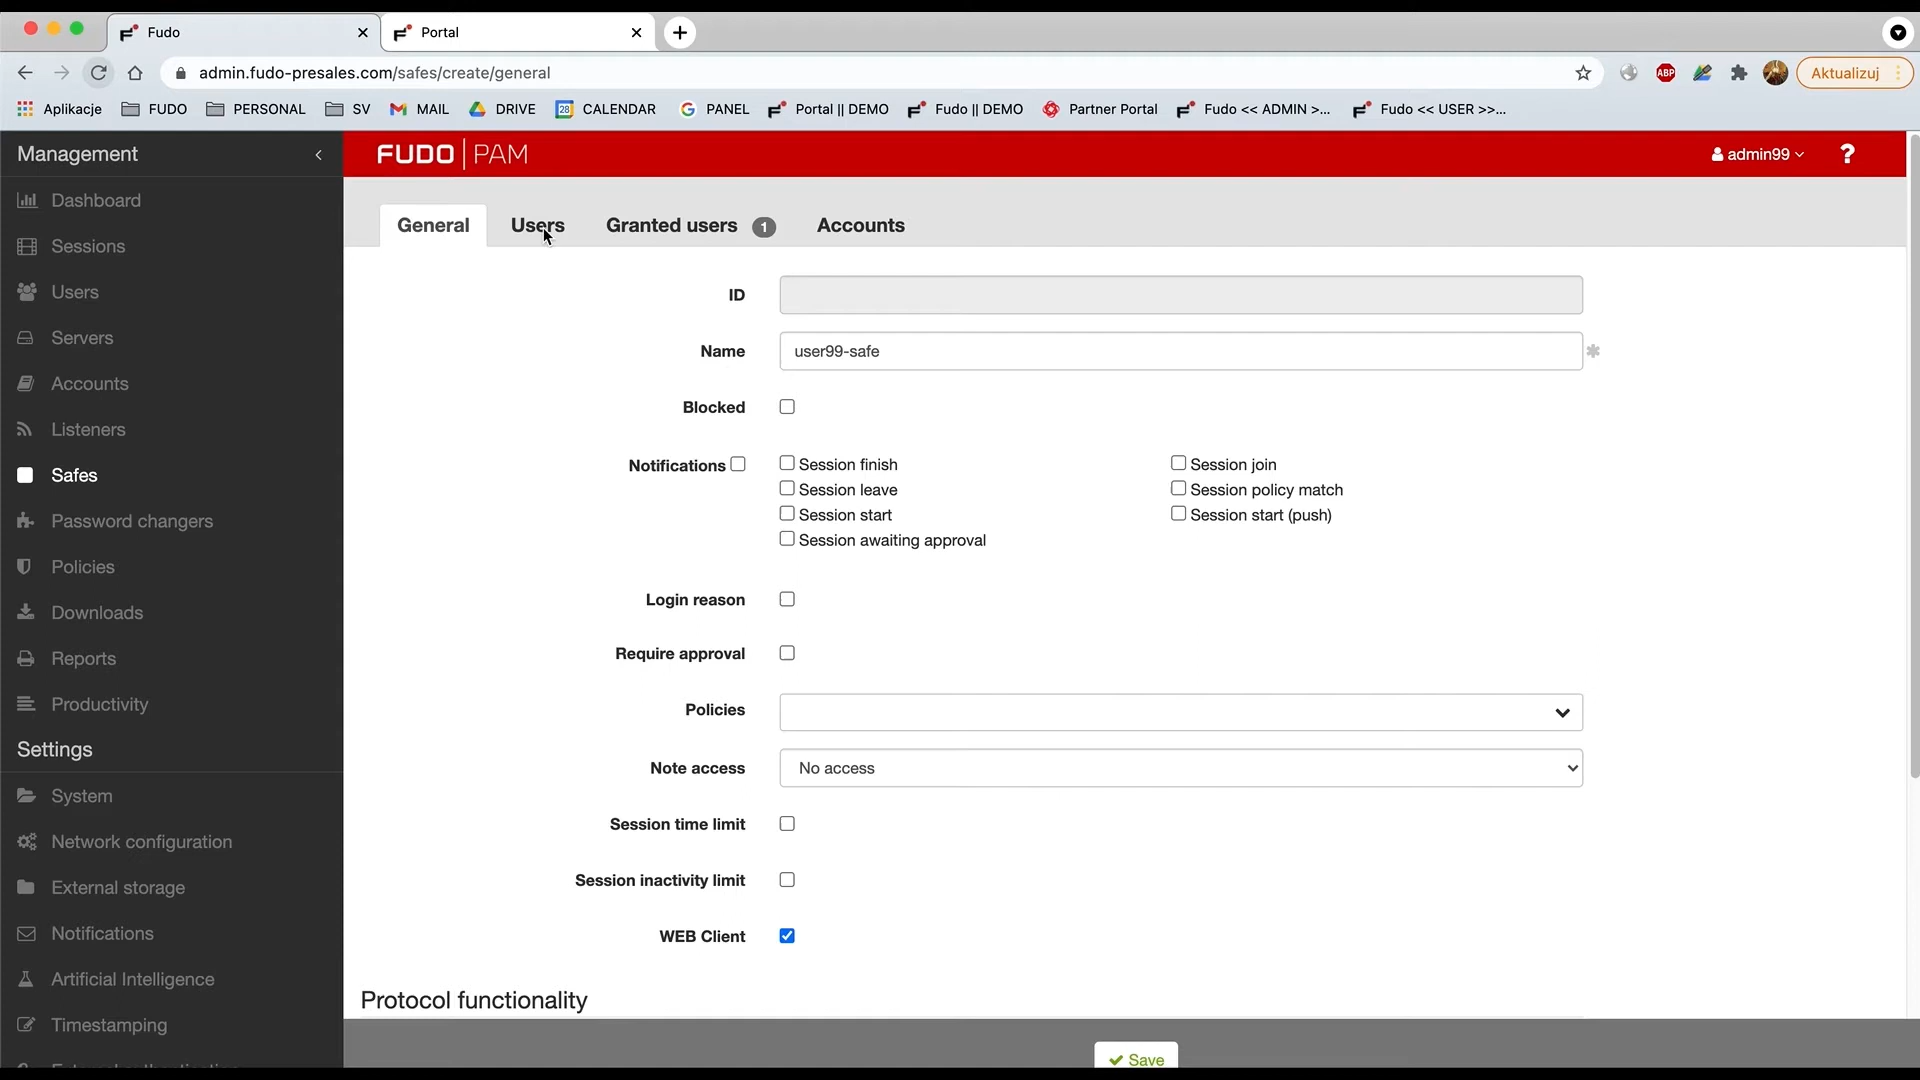 Fudo
Portal
admin.fudo-presales.com/safes/create/general
ABP
Aktualizuj
Aplikacje
FUDO
PERSONAL
SV
MAIL
DRIVE
28
CALENDAR
PANEL
Portal || DEMO
Fudo || DEMO
Partner Portal
Fudo << ADMIN >...
Fudo << USER >>...
Management
FUDO | PAM
admin99
?
Dashboard
Sessions
Users
Servers
Accounts
Listeners
Safes
Password changers
Policies
Downloads
Reports
Productivity
Settings
System
Network configuration
External storage
Notifications
Artificial Intelligence
Timestamping
General
Users
Granted users 1
Accounts
ID
Name
user99-safe
Blocked
Notifications
Session finish
Session join
Session leave
Session policy match
Session start
Session start (push)
Session awaiting approval
Login reason
Require approval
Policies
Note access
No access
Session time limit
Session inactivity limit
WEB Client
Protocol functionality
Save